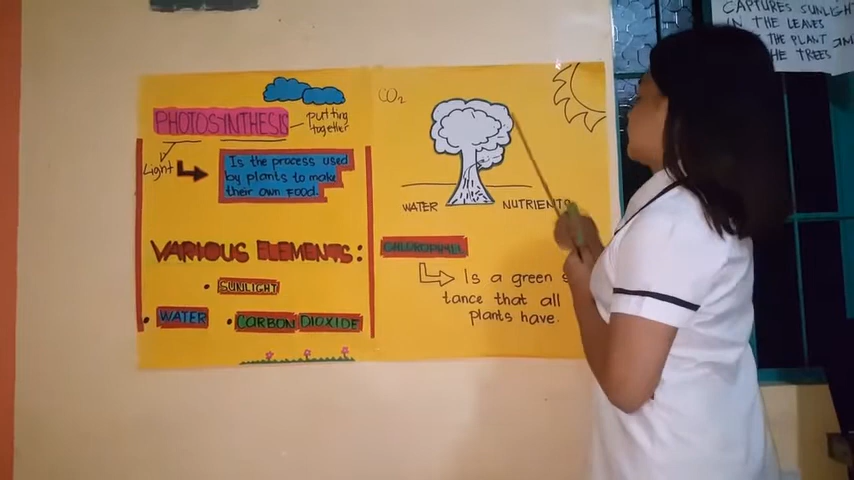 PHOTOSYNTHESIS
putting
together
Light
Is the process used
by plants to make
their own FOOD.
VARIOUS ELEMENTS:
• SUNLIGHT
• WATER
• CARBON DIOXIDE
CO2
WATER
NUTRIENTS
Is a green s
tance that all
plants have.
CAPTURES SUNLIGHT
IN THE LEAVES
THE PLANT AND
HE TREES